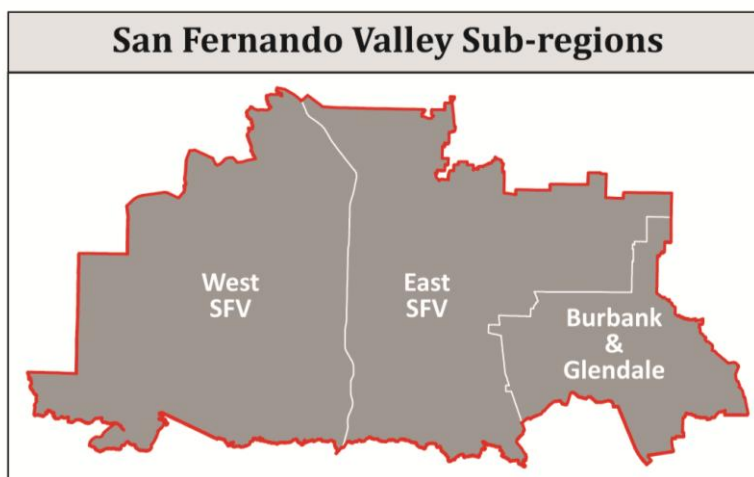 San Fernando Valley Sub-regions
West
SFV
East
SFV
Burbank
&
Glendale